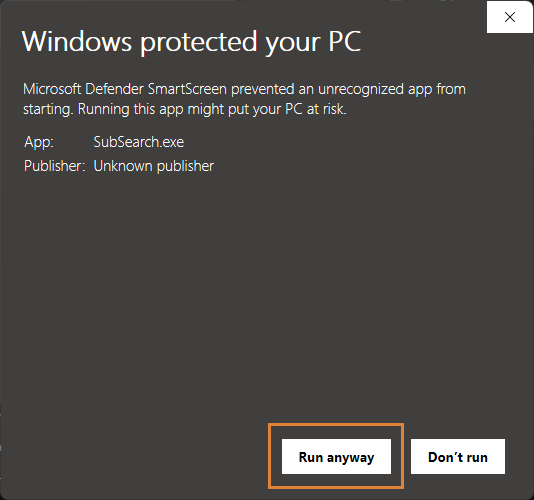 Windows protected your PC
Microsoft Defender SmartScreen prevented an unrecognized app from
starting. Running this app might put your PC at risk.
App: SubSearch.exe
Publisher: Unknown publisher
Run anyway Don't run